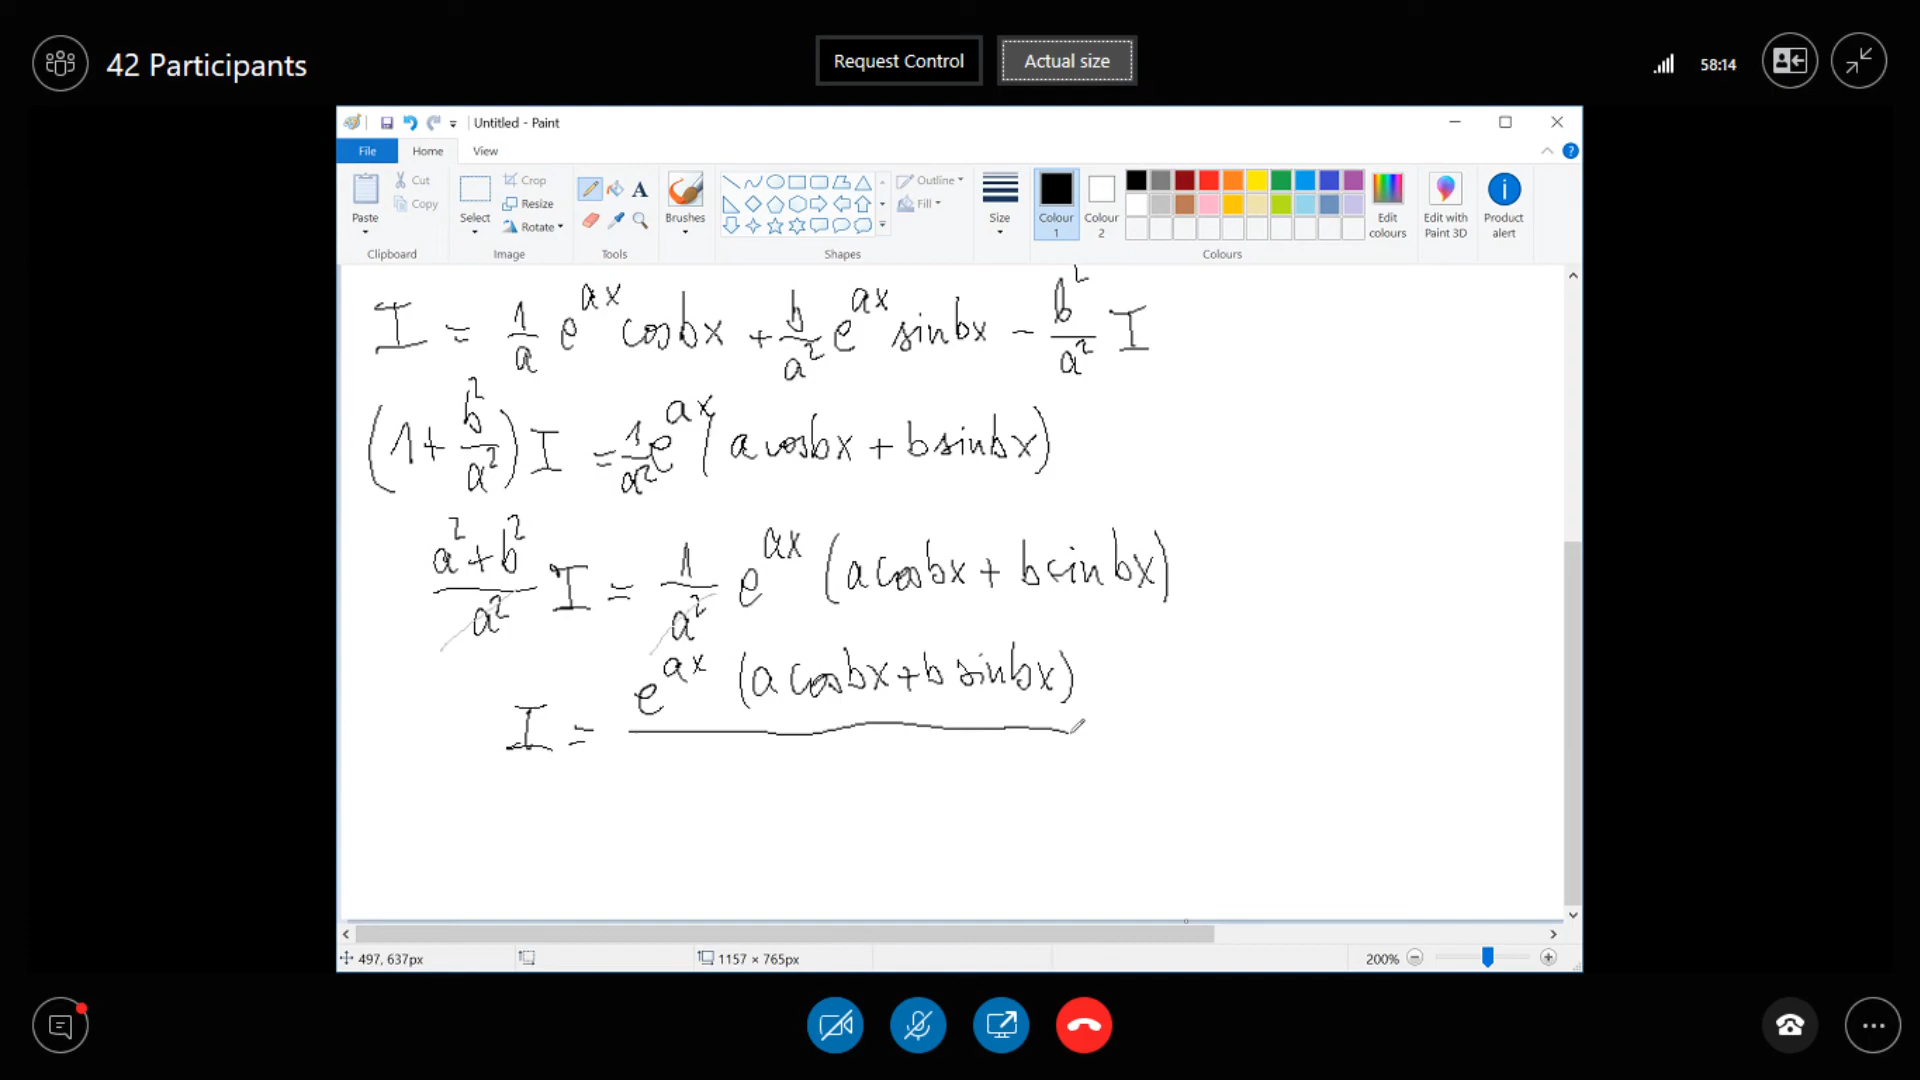 42 Participants
Request Control
Actual size
58:14
Untitled - Paint
File
Home
View
Paste
Cut
Copy
Clipboard
Select
Crop
Resize
Rotate
Image
A
Tools
Brushes
Outline
Fill
Shapes
Size
Colour 1
Colour 2
Edit colours
Edit with Paint 3D
Product alert
Colours
I = 1/a e^ax cosbx + b/a² e^ax sinbx - b²/a² I
(1 + b²/a²) I = 1/a² e^ax (a cosbx + b sinbx)
a²+b²/a² I = 1/a² e^ax (a cosbx + b sinbx)
I = e^ax (a cosbx + b sinbx)
497, 637px
1157 × 765px
200%